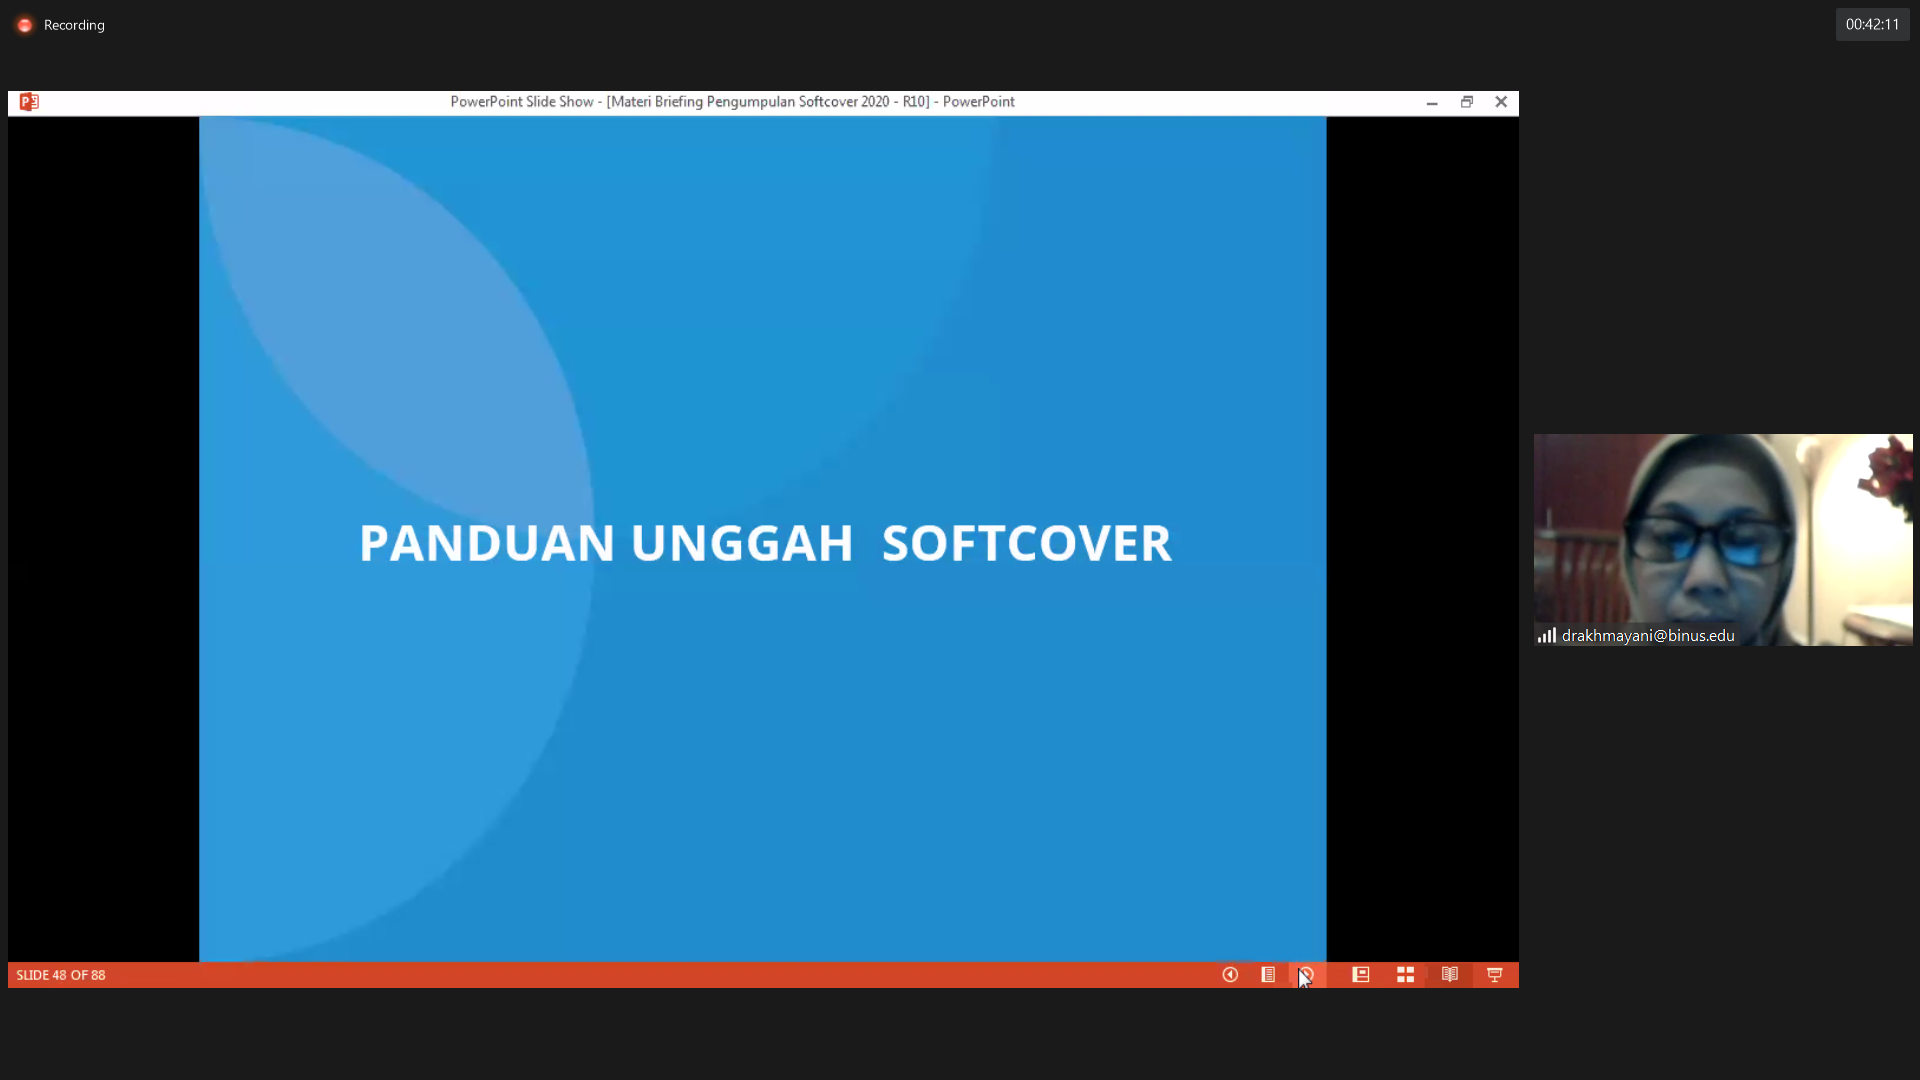 Recording
00:42:11
PowerPoint Slide Show - [Materi Briefing Pengumpulan Softcover 2020 - R10] - PowerPoint
PANDUAN UNGGAH  SOFTCOVER
drakhmayani@binus.edu
SLIDE 48 OF 88